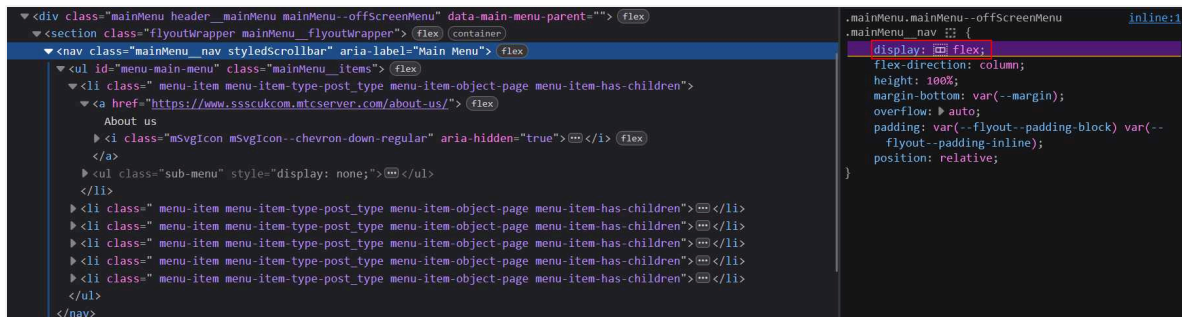 <div class="mainMenu header__mainMenu mainMenu--offScreenMenu" data-main-menu-parent=""> flex
<section class="flyoutWrapper mainMenu__flyoutWrapper"> flex container
<nav class="mainMenu__nav styledScrollbar" aria-label="Main Menu"> flex
<ul id="menu-main-menu" class="mainMenu__items"> flex
<li class=" menu-item menu-item-type-post_type menu-item-object-page menu-item-has-children">
<a href="https://www.ssscukcom.mtcserver.com/about-us/"> flex
About us
<i class="mSvgIcon mSvgIcon--chevron-down-regular" aria-hidden="true"> ··· </i> flex
</a>
<ul class="sub-menu" style="display: none;"> ··· </ul>
</li>
<li class=" menu-item menu-item-type-post_type menu-item-object-page menu-item-has-children"> ··· </li>
<li class=" menu-item menu-item-type-post_type menu-item-object-page menu-item-has-children"> ··· </li>
<li class=" menu-item menu-item-type-post_type menu-item-object-page menu-item-has-children"> ··· </li>
<li class=" menu-item menu-item-type-post_type menu-item-object-page menu-item-has-children"> ··· </li>
<li class=" menu-item menu-item-type-post_type menu-item-object-page menu-item-has-children"> ··· </li>
</ul>
</nav>
.mainMenu.mainMenu--offScreenMenu inline:1
.mainMenu__nav {
display: flex;
flex-direction: column;
height: 100%;
margin-bottom: var(--margin);
overflow: auto;
padding: var(--flyout--padding-block) var(--
flyout--padding-inline);
position: relative;
}